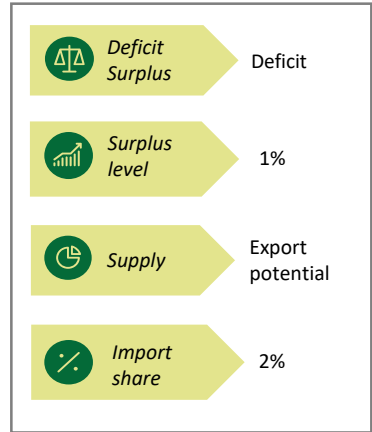 Deficit
Surplus
Deficit
Surplus
level
1%
Supply
Export
potential
Import
share
2%